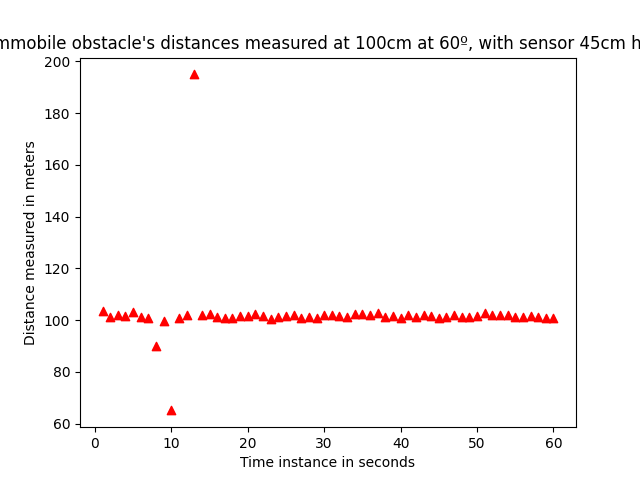 mmobile obstacle's distances measured at 100cm at 60º, with sensor 45cm h
200
180
160
140
120
100
80
60
Distance measured in meters
0 10 20 30 40 50 60
Time instance in seconds